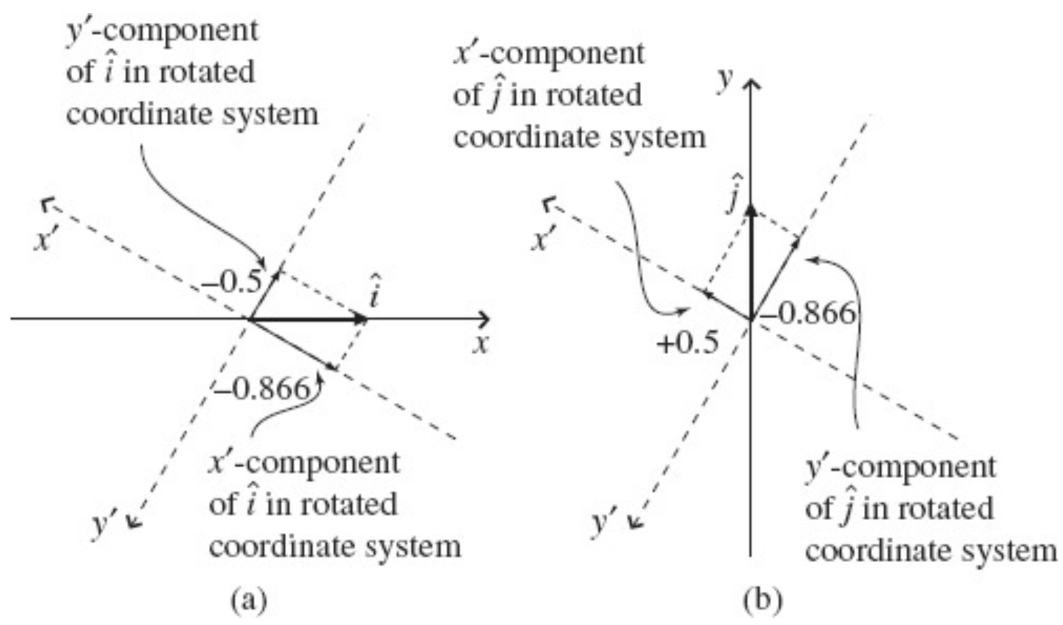 y′-component
of î in rotated
coordinate system
x′
−0.5
î
x
−0.866
x′-component
of î in rotated
coordinate system
y′
(a)
x′-component
of ĵ in rotated
coordinate system
y
ĵ
x′
−0.866
+0.5
y′-component
of ĵ in rotated
coordinate system
y′
(b)